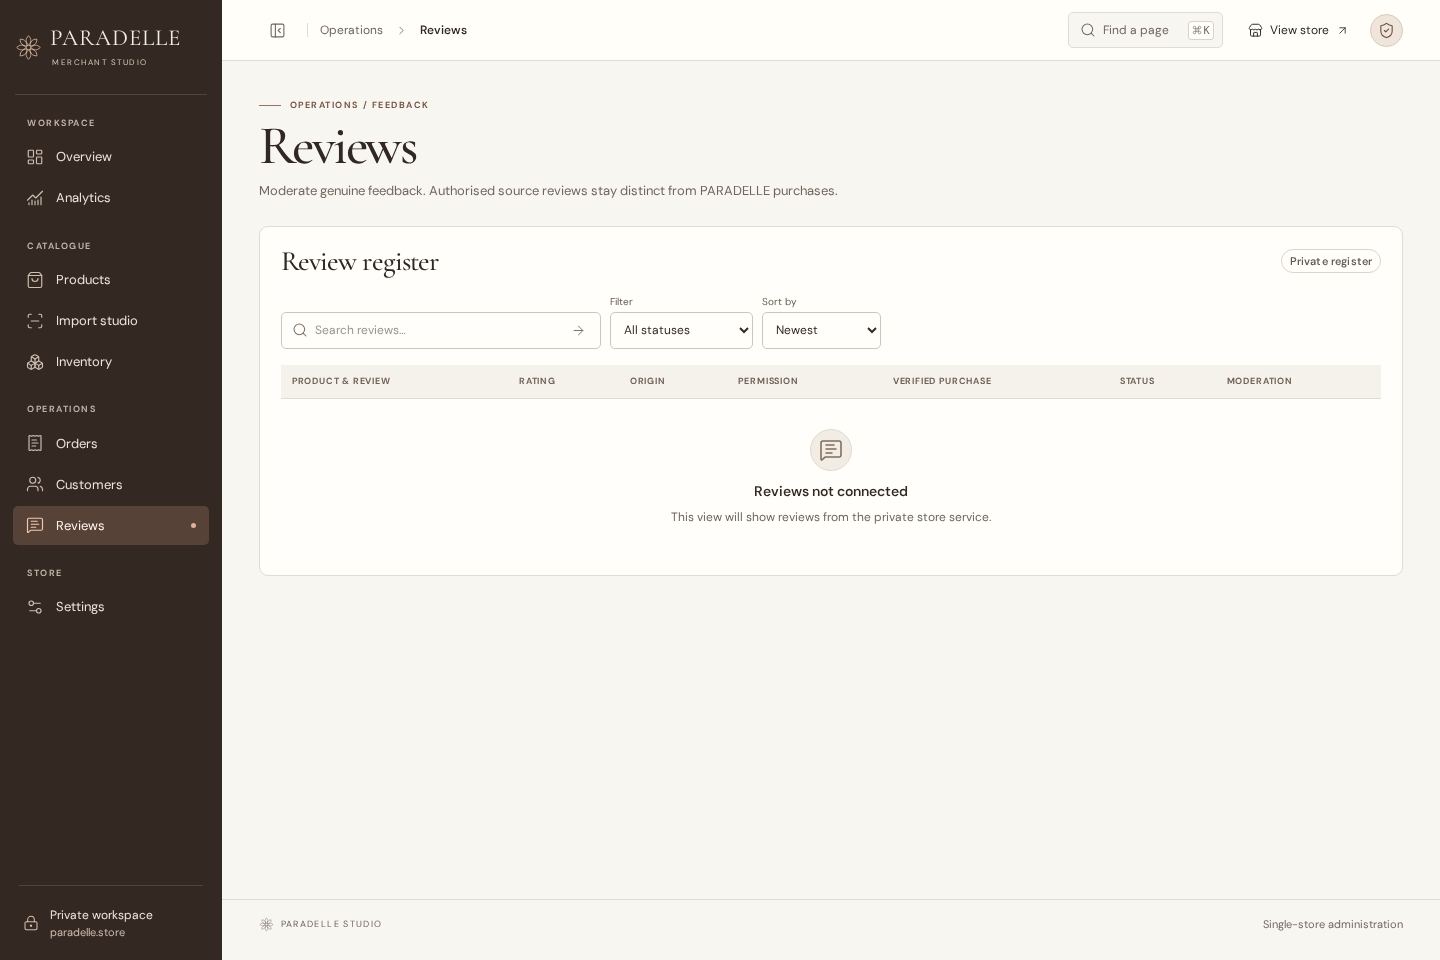 PARADELLE
MERCHANT STUDIO
WORKSPACE
Overview
Analytics
CATALOGUE
Products
Import studio
Inventory
OPERATIONS
Orders
Customers
Reviews
STORE
Settings
Private workspace
paradelle.store
Operations
Reviews
Find a page
⌘K
View store
OPERATIONS / FEEDBACK
Reviews
Moderate genuine feedback. Authorised source reviews stay distinct from PARADELLE purchases.
Review register
Private register
Filter
Sort by
Search reviews...
All statuses
Newest
PRODUCT & REVIEW RATING ORIGIN PERMISSION VERIFIED PURCHASE STATUS MODERATION
Reviews not connected
This view will show reviews from the private store service.
PARADELLE STUDIO
Single-store administration